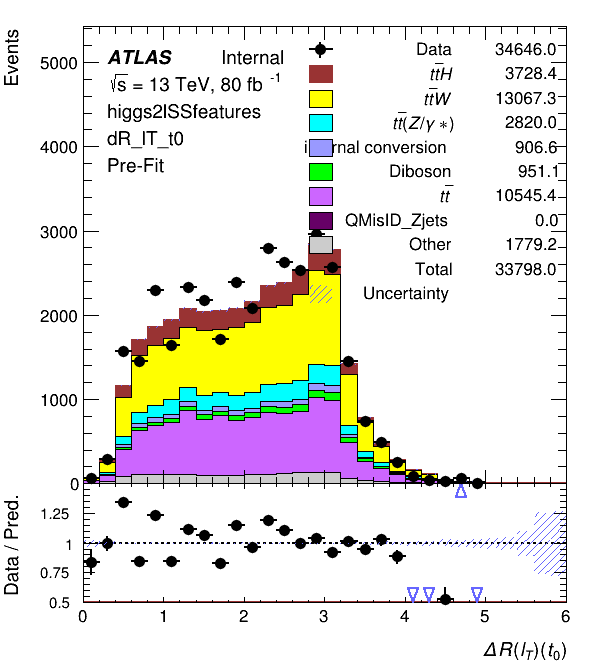 Events
5000
4000
3000
2000
1000
0
ATLAS Internal
√s = 13 TeV, 80 fb -1
higgs2lSSfeatures
dR_lT_t0
Pre-Fit
Data 34646.0
tt̅H 3728.4
tt̅W 13067.3
tt̅(Z/γ*) 2820.0
rnal conversion 906.6
Diboson 951.1
tt̅ 10545.4
QMisID_Zjets 0.0
Other 1779.2
Total 33798.0
Uncertainty
Data / Pred.
1.25
1
0.75
0.5
0 1 2 3 4 5 6
ΔR(l_T)(t_0)